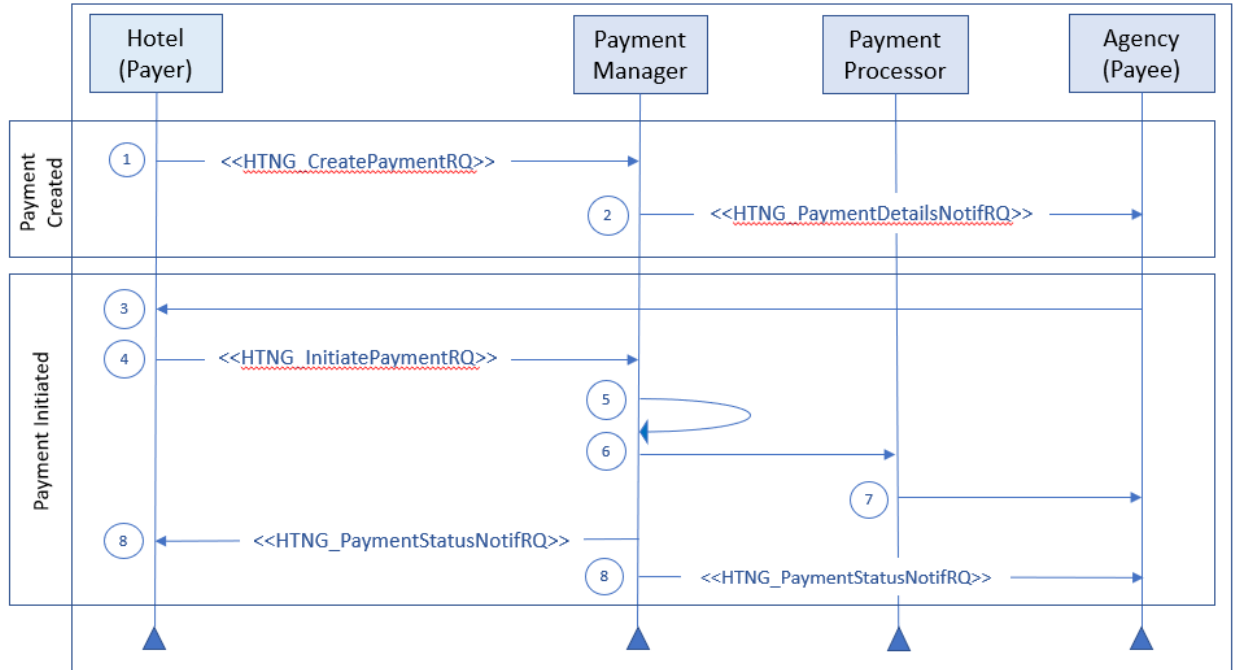 Hotel
(Payer)
Payment
Manager
Payment
Processor
Agency
(Payee)
Payment
Created
1
<<HTNG_CreatePaymentRQ>>
2
<<HTNG_PaymentDetailsNotifRQ>>
Payment Initiated
3
4
<<HTNG_InitiatePaymentRQ>>
5
6
7
8
<<HTNG_PaymentStatusNotifRQ>>
8
<<HTNG_PaymentStatusNotifRQ>>